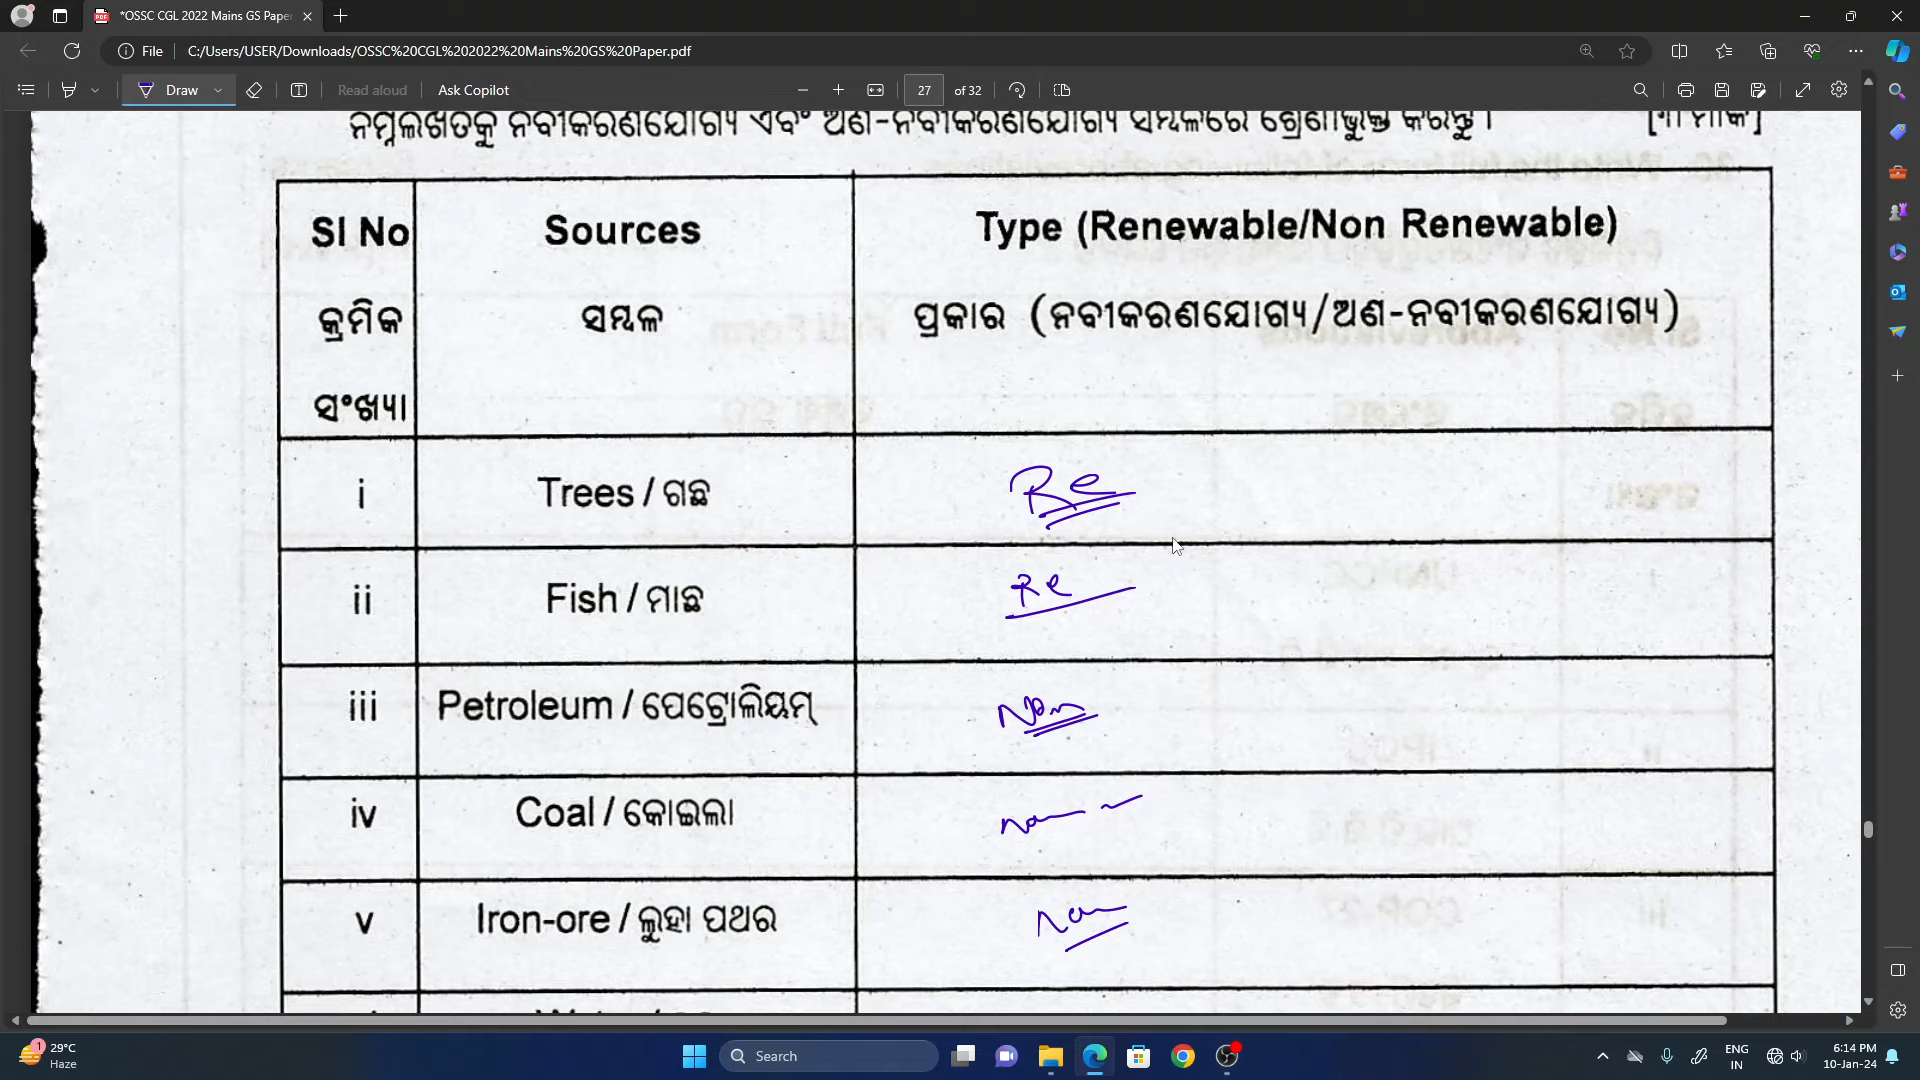 *OSSC CGL 2022 Mains GS Pape
File
C:/Users/USER/Downloads/OSSC%20CGL%202022%20Mains%20GS%20Paper.pdf
Draw
Read aloud
Ask Copilot
27 of 32
ନିମ୍ନଲିଖିତକୁ ନବୀକରଣଯୋଗ୍ୟ ଏବଂ ଅଣ-ନବୀକରଣଯୋଗ୍ୟ ସମ୍ବଳରେ ଶ୍ରେଣୀଭୁକ୍ତ କରନ୍ତୁ ।
Sl No Sources Type (Renewable/Non Renewable)
କ୍ରମିକ ସମ୍ବଳ ପ୍ରକାର (ନବୀକରଣଯୋଗ୍ୟ/ଅଣ-ନବୀକରଣଯୋଗ୍ୟ)
ସଂଖ୍ୟା
i Trees / ଗଛ Re
ii Fish / ମାଛ Re
iii Petroleum / ପେଟ୍ରୋଲିୟମ୍ Non
iv Coal / କୋଇଲା
v Iron-ore / ଲୁହା ପଥର
29°C
Haze
Search
ENG
IN
6:14 PM
10-Jan-24